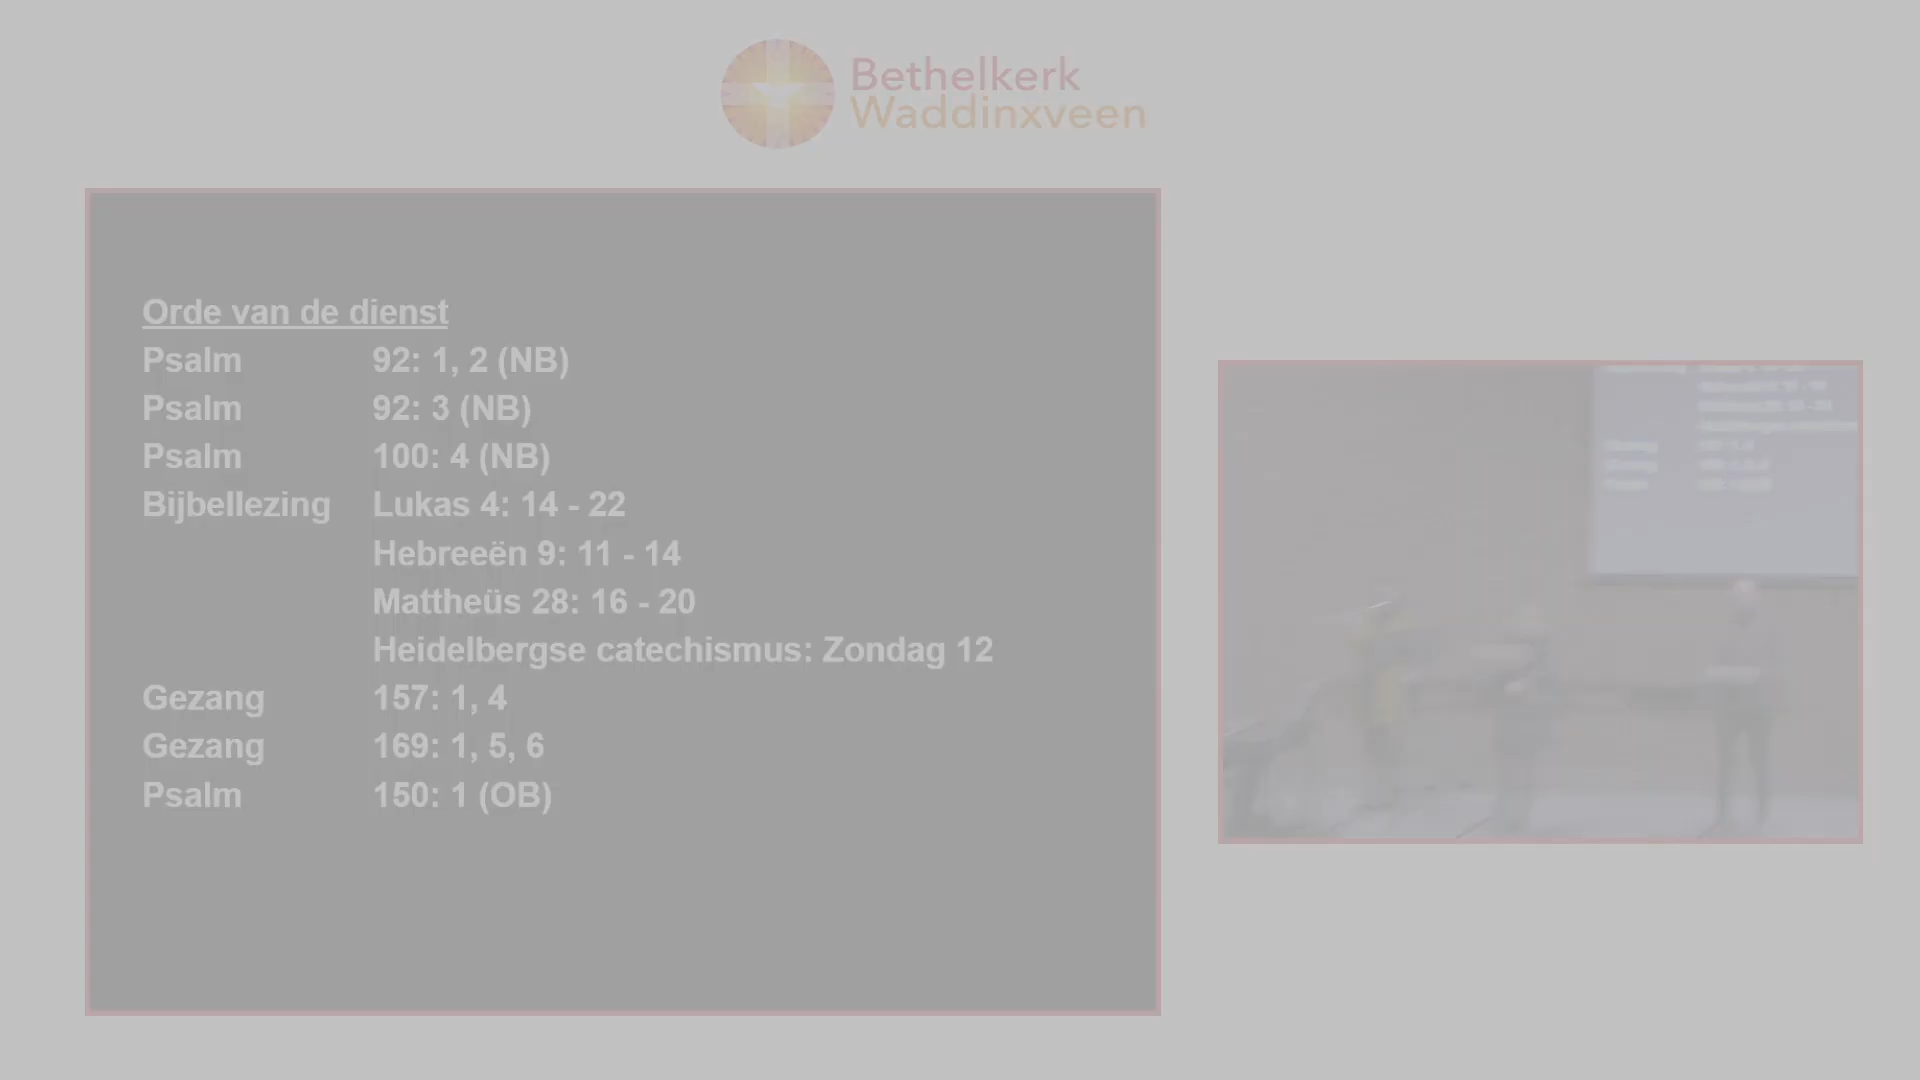 Bethelkerk
Waddinxveen
Orde van de dienst
Psalm 92: 1, 2 (NB)
Psalm 92: 3 (NB)
Psalm 100: 4 (NB)
Bijbellezing Lukas 4: 14 - 22
Hebreeën 9: 11 - 14
Mattheüs 28: 16 - 20
Heidelbergse catechismus: Zondag 12
Gezang 157: 1, 4
Gezang 169: 1, 5, 6
Psalm 150: 1 (OB)